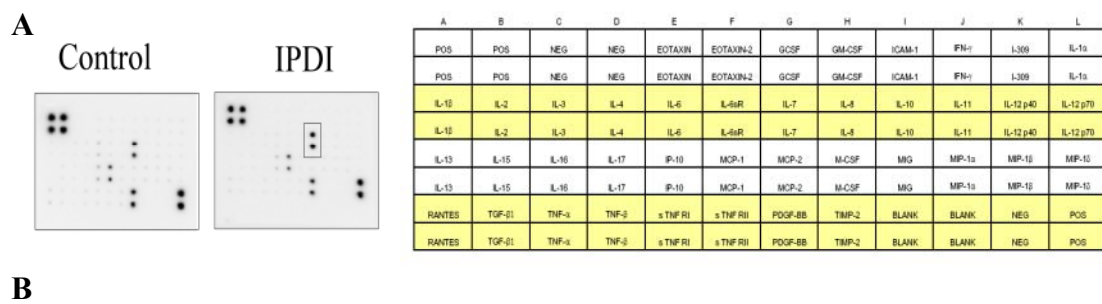 A
Control IPDI
A B C D E F G H I J K L
POS POS NEG NEG EOTAXIN EOTAXIN-2 GCSF GM-CSF ICAM-1 IFN-γ I-309 IL-1α
POS POS NEG NEG EOTAXIN EOTAXIN-2 GCSF GM-CSF ICAM-1 IFN-γ I-309 IL-1α
IL-1β IL-2 IL-3 IL-4 IL-6 IL-6sR IL-7 IL-8 IL-10 IL-11 IL-12 p40 IL-12 p70
IL-1β IL-2 IL-3 IL-4 IL-6 IL-6sR IL-7 IL-8 IL-10 IL-11 IL-12 p40 IL-12 p70
IL-13 IL-15 IL-16 IL-17 IP-10 MCP-1 MCP-2 M-CSF MIG MIP-1α MIP-1β MIP-1δ
IL-13 IL-15 IL-16 IL-17 IP-10 MCP-1 MCP-2 M-CSF MIG MIP-1α MIP-1β MIP-1δ
RANTES TGF-β1 TNF-α TNF-β s TNF RI s TNF RII PDGF-BB TIMP-2 BLANK BLANK NEG POS
RANTES TGF-β1 TNF-α TNF-β s TNF RI s TNF RII PDGF-BB TIMP-2 BLANK BLANK NEG POS
B